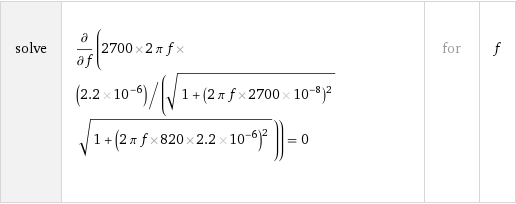 solve ∂/∂f (2700×2 π f×
(2.2×10⁻⁶)/(√(1+(2 π f×2700×10⁻⁸)²)
√(1+(2 π f×820×2.2×10⁻⁶)²))) = 0 for f